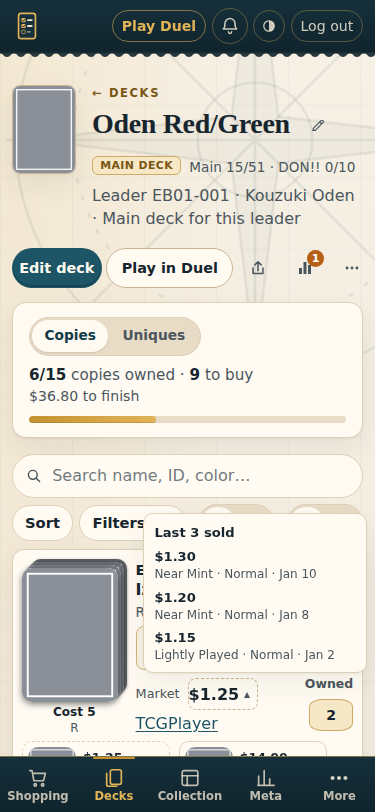 Play Duel
Log out
← DECKS
Oden Red/Green
MAIN DECK Main 15/51 · DON!! 0/10
Leader EB01-001 · Kouzuki Oden
· Main deck for this leader
Edit deck
Play in Duel
1
Copies
Uniques
6/15 copies owned · 9 to buy
$36.80 to finish
Search name, ID, color…
Sort
Filters
Last 3 sold
$1.30
Near Mint · Normal · Jan 10
$1.20
Near Mint · Normal · Jan 8
$1.15
Lightly Played · Normal · Jan 2
Cost 5
R
Market $1.25 ▲
TCGPlayer
Owned
2
Shopping
Decks
Collection
Meta
More